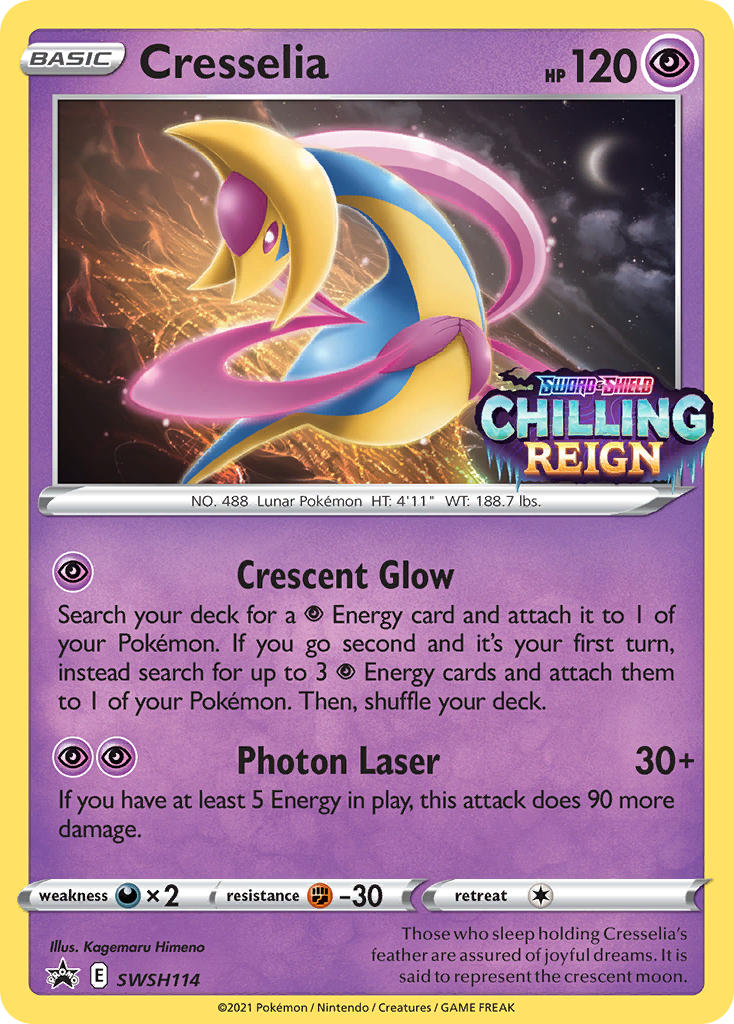 BASIC Cresselia HP 120
SWORD & SHIELD
CHILLING
REIGN
NO. 488 Lunar Pokémon HT: 4'11" WT: 188.7 lbs.
Crescent Glow
Search your deck for a Energy card and attach it to 1 of
your Pokémon. If you go second and it's your first turn,
instead search for up to 3 Energy cards and attach them
to 1 of your Pokémon. Then, shuffle your deck.
Photon Laser 30+
If you have at least 5 Energy in play, this attack does 90 more
damage.
weakness ×2 resistance -30 retreat
Illus. Kagemaru Himeno
PROMO E SWSH114
Those who sleep holding Cresselia's
feather are assured of joyful dreams. It is
said to represent the crescent moon.
©2021 Pokémon / Nintendo / Creatures / GAME FREAK